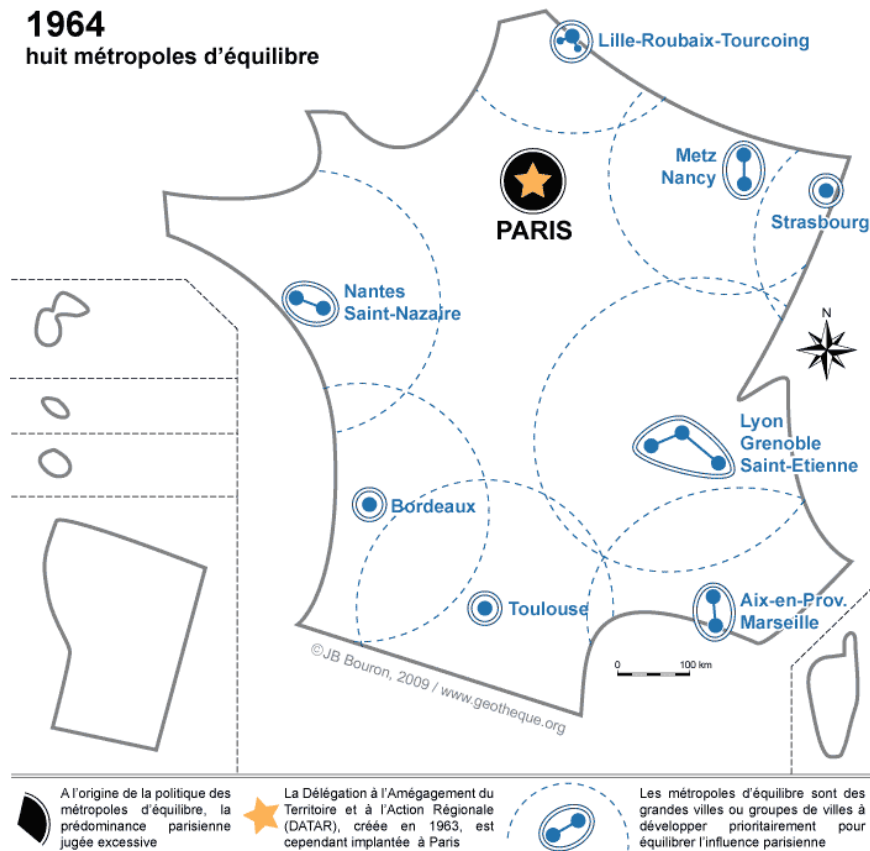 1964
huit métropoles d'équilibre
Lille-Roubaix-Tourcoing
Metz
Nancy
Strasbourg
PARIS
Nantes
Saint-Nazaire
N
Lyon
Grenoble
Saint-Etienne
Bordeaux
Toulouse
Aix-en-Prov.
Marseille
0 100 km
©JB Bouron, 2009 / www.geotheque.org
A l'origine de la politique des
métropoles d'équilibre, la
prédominance parisienne
jugée excessive
La Délégation à l'Amégagement du
Territoire et à l'Action Régionale
(DATAR), créée en 1963, est
cependant implantée à Paris
Les métropoles d'équilibre sont des
grandes villes ou groupes de villes à
développer prioritairement pour
équilibrer l'influence parisienne